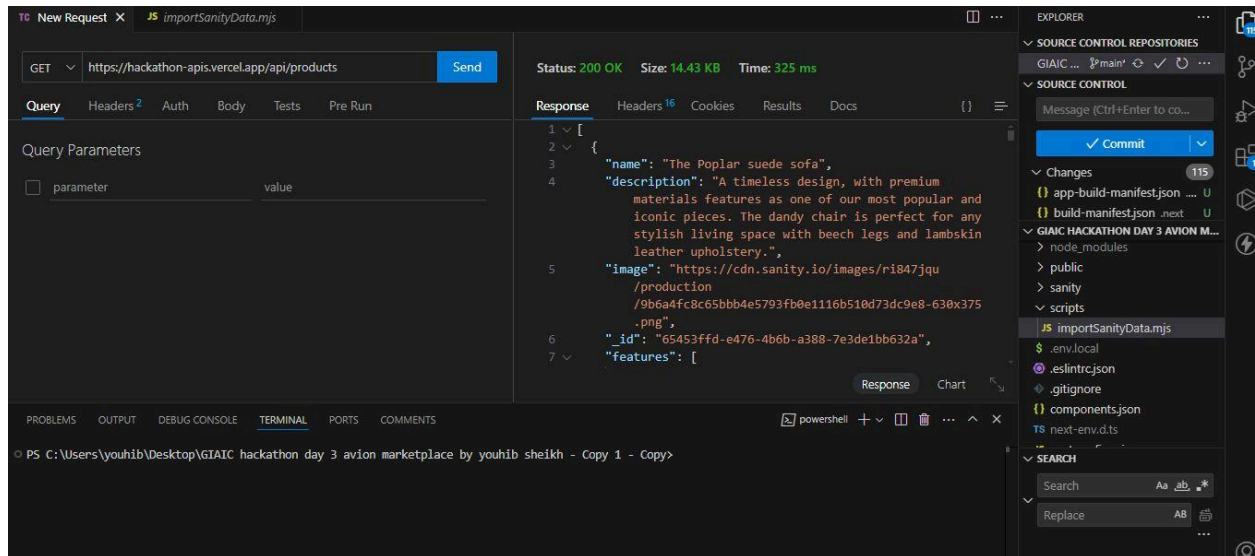 TC New Request X JS importSanityData.mjs
GET https://hackathon-apis.vercel.app/api/products Send
Query Headers 2 Auth Body Tests Pre Run
Query Parameters
parameter value
Status: 200 OK Size: 14.43 KB Time: 325 ms
Response Headers 16 Cookies Results Docs {}
1 [
2 {
3 "name": "The Poplar suede sofa",
4 "description": "A timeless design, with premium
materials features as one of our most popular and
iconic pieces. The dandy chair is perfect for any
stylish living space with beech legs and lambskin
leather upholstery.",
5 "image": "https://cdn.sanity.io/images/ri847jqu
/production
/9b6a4fc8c65bbb4e5793fb0e1116b510d73dc9e8-630x375
.png",
6 "_id": "65453ffd-e476-4b6b-a388-7e3de1bb632a",
7 "features": [
Response Chart
PROBLEMS OUTPUT DEBUG CONSOLE TERMINAL PORTS COMMENTS
powershell
PS C:\Users\youhib\Desktop\GIAIC hackathon day 3 avion marketplace by youhib sheikh - Copy 1 - Copy>
EXPLORER
SOURCE CONTROL REPOSITORIES
GIAIC ... main*
SOURCE CONTROL
Message (Ctrl+Enter to co...
Commit
Changes 115
{} app-build-manifest.json .... U
{} build-manifest.json .next U
GIAIC HACKATHON DAY 3 AVION M...
node_modules
public
sanity
scripts
JS importSanityData.mjs
$ .env.local
.eslintrc.json
.gitignore
{} components.json
TS next-env.d.ts
SEARCH
Search Aa ab
Replace AB